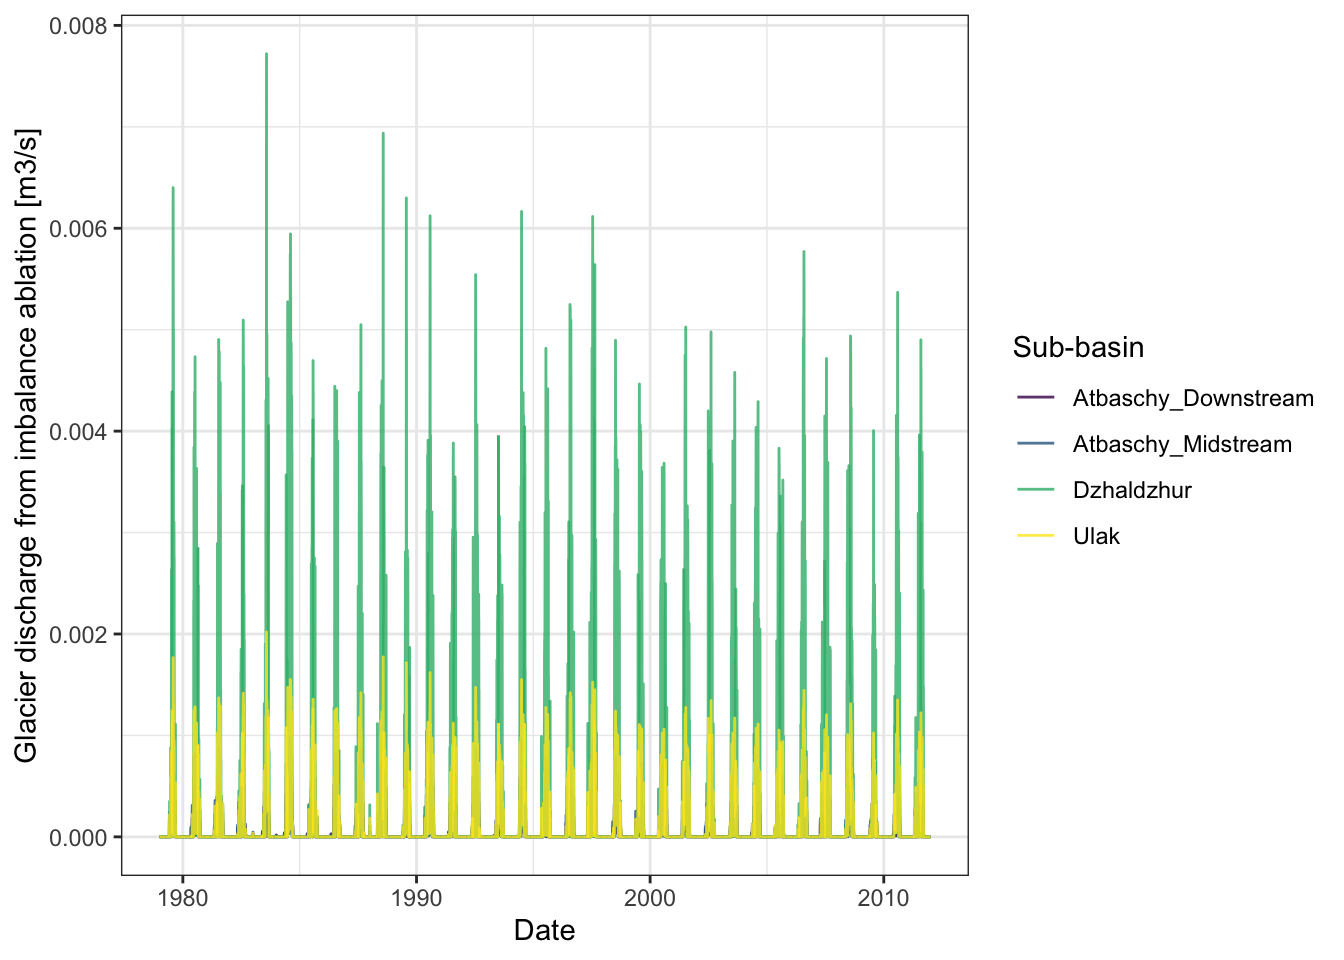 Glacier discharge from imbalance ablation [m3/s]
0.008
0.006
0.004
0.002
0.000
1980 1990 2000 2010
Date
Sub-basin
Atbaschy_Downstream
Atbaschy_Midstream
Dzhaldzhur
Ulak